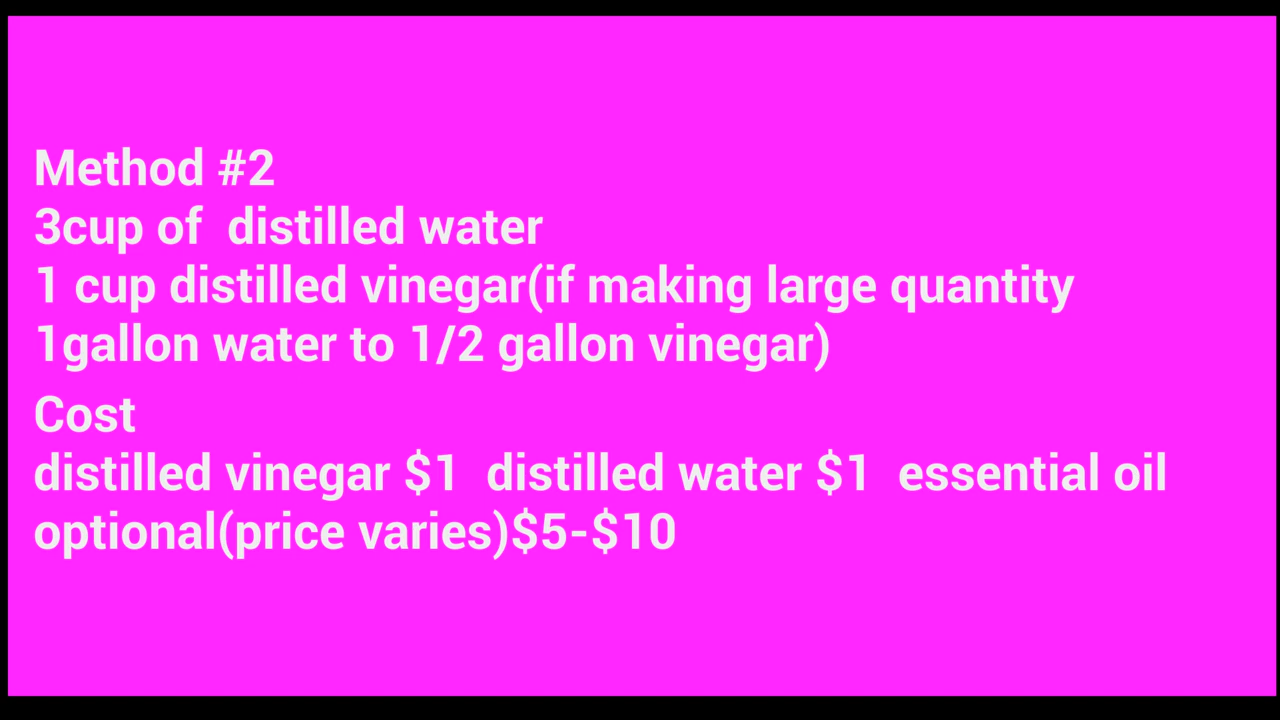 Method #2
3cup of  distilled water
1 cup distilled vinegar(if making large quantity
1gallon water to 1/2 gallon vinegar)
Cost
distilled vinegar $1  distilled water $1  essential oil
optional(price varies)$5-$10